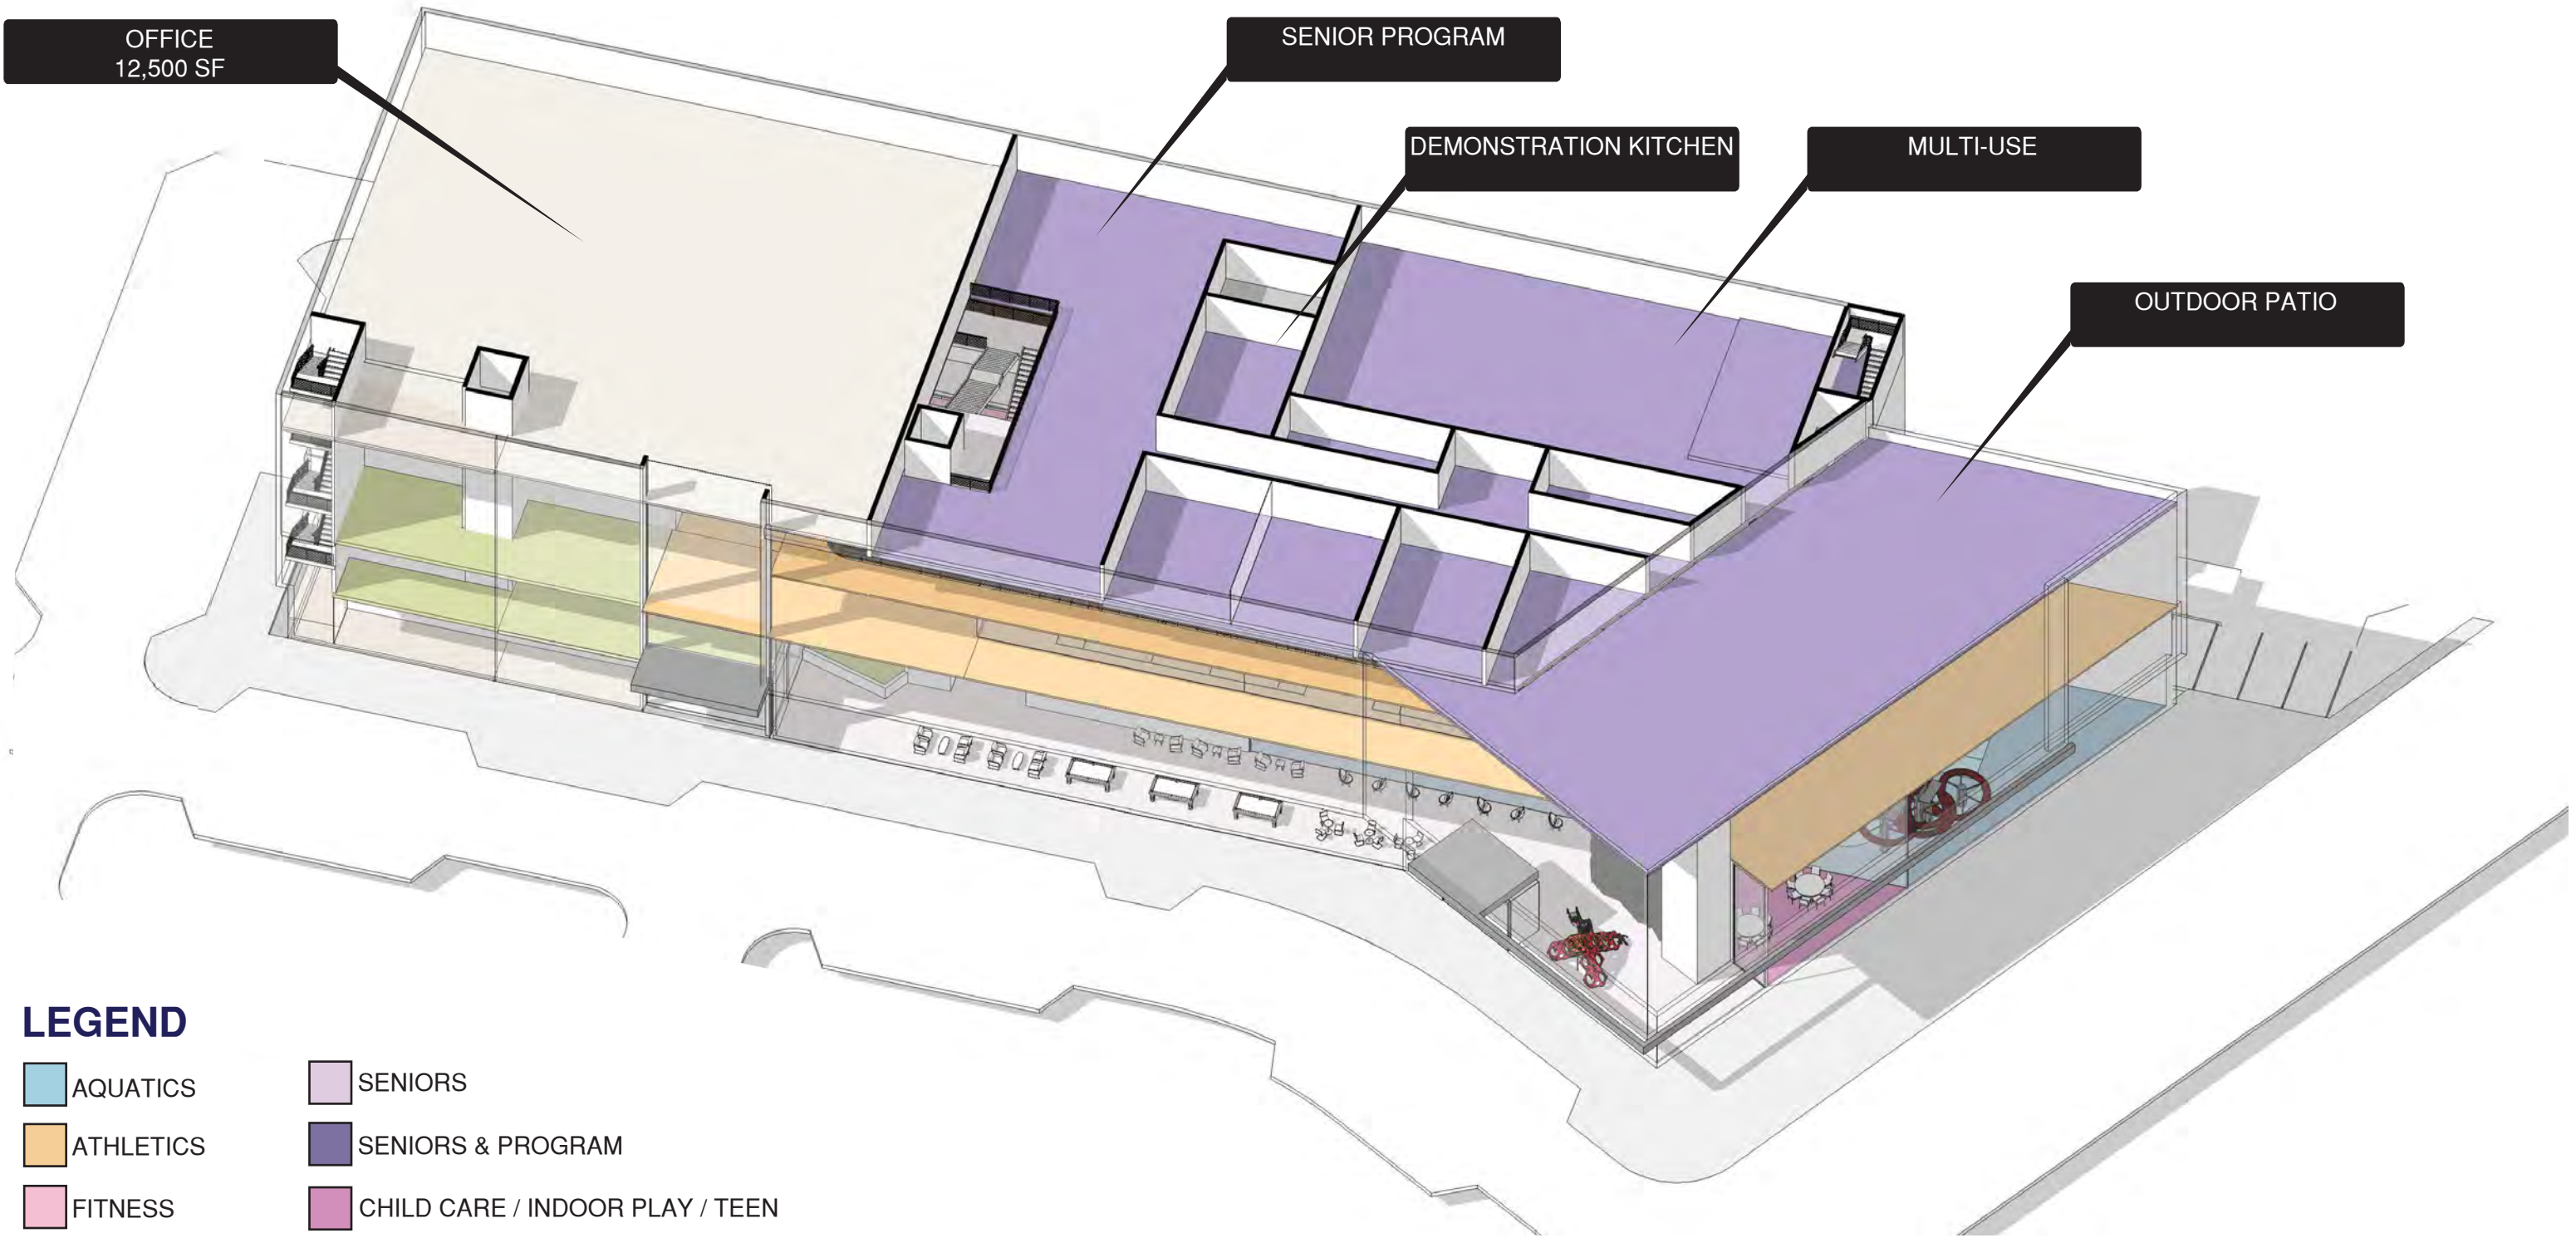 OFFICE
12,500 SF
SENIOR PROGRAM
DEMONSTRATION KITCHEN
MULTI-USE
OUTDOOR PATIO
LEGEND
AQUATICS
SENIORS
ATHLETICS
SENIORS & PROGRAM
FITNESS
CHILD CARE / INDOOR PLAY / TEEN